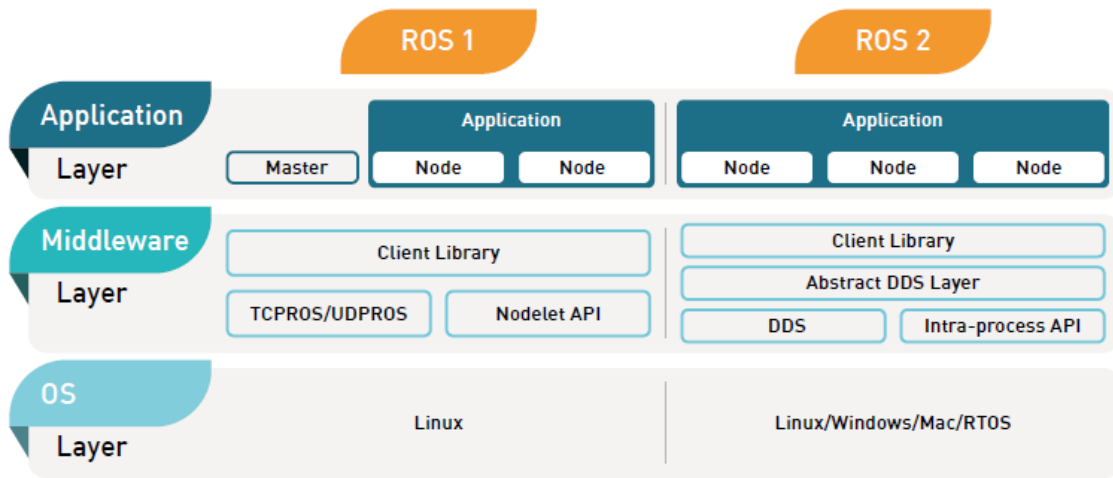 ROS 1
ROS 2
Application
Layer
Application
Master
Node
Node
Application
Node
Node
Node
Middleware
Layer
Client Library
TCPROS/UDPROS
Nodelet API
Client Library
Abstract DDS Layer
DDS
Intra-process API
OS
Layer
Linux
Linux/Windows/Mac/RTOS